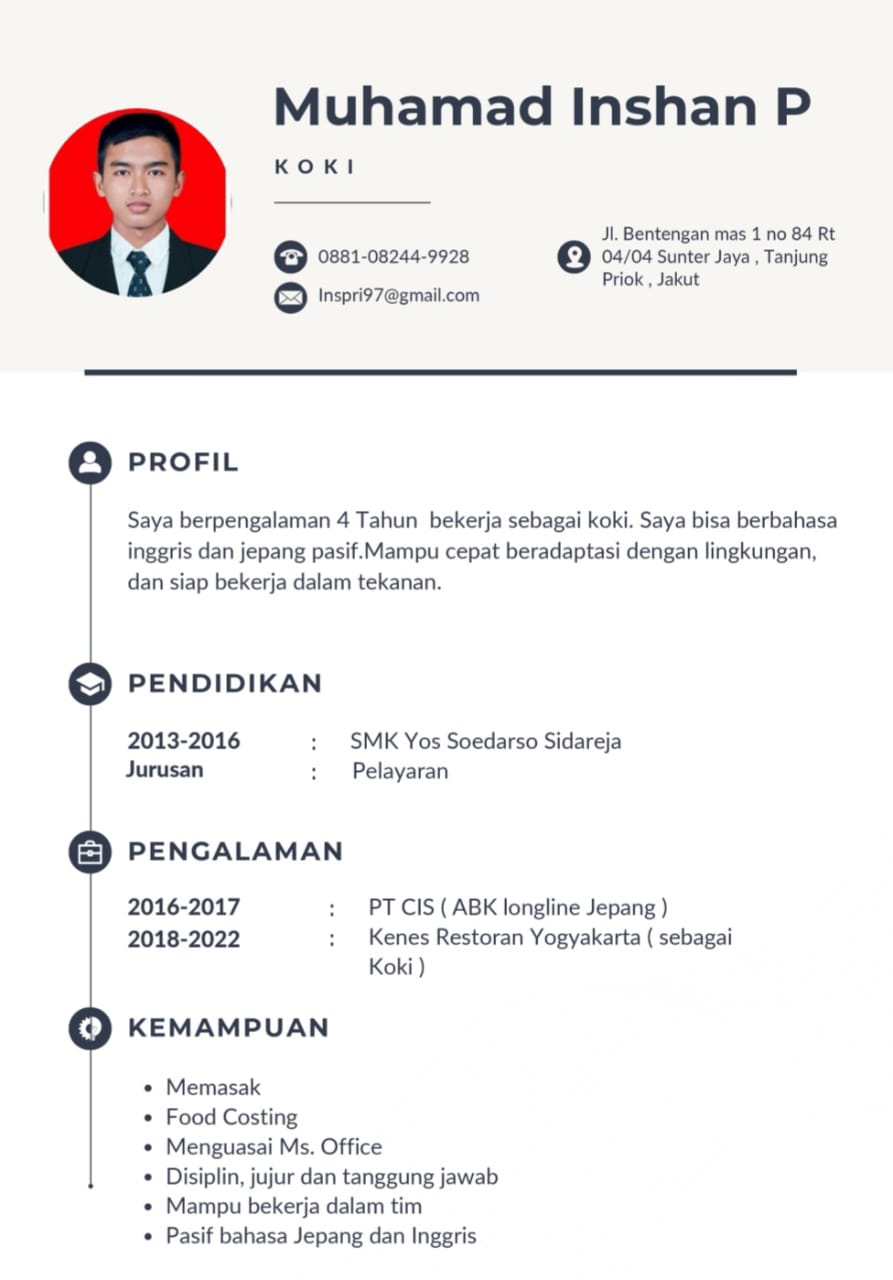 Muhamad Inshan P
KOKI
0881-08244-9928
Inspri97@gmail.com
Jl. Bentengan mas 1 no 84 Rt
04/04 Sunter Jaya , Tanjung
Priok , Jakut
PROFIL
Saya berpengalaman 4 Tahun bekerja sebagai koki. Saya bisa berbahasa
inggris dan jepang pasif.Mampu cepat beradaptasi dengan lingkungan,
dan siap bekerja dalam tekanan.
PENDIDIKAN
2013-2016 : SMK Yos Soedarso Sidareja
Jurusan : Pelayaran
PENGALAMAN
2016-2017 : PT CIS ( ABK longline Jepang )
2018-2022 : Kenes Restoran Yogyakarta ( sebagai
Koki )
KEMAMPUAN
• Memasak
• Food Costing
• Menguasai Ms. Office
• Disiplin, jujur dan tanggung jawab
• Mampu bekerja dalam tim
• Pasif bahasa Jepang dan Inggris